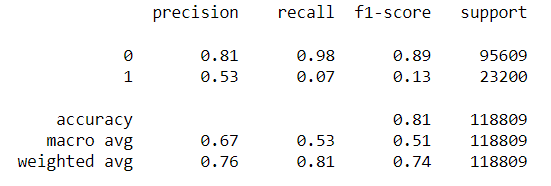 precision recall f1-score support
0 0.81 0.98 0.89 95609
1 0.53 0.07 0.13 23200
accuracy 0.81 118809
macro avg 0.67 0.53 0.51 118809
weighted avg 0.76 0.81 0.74 118809